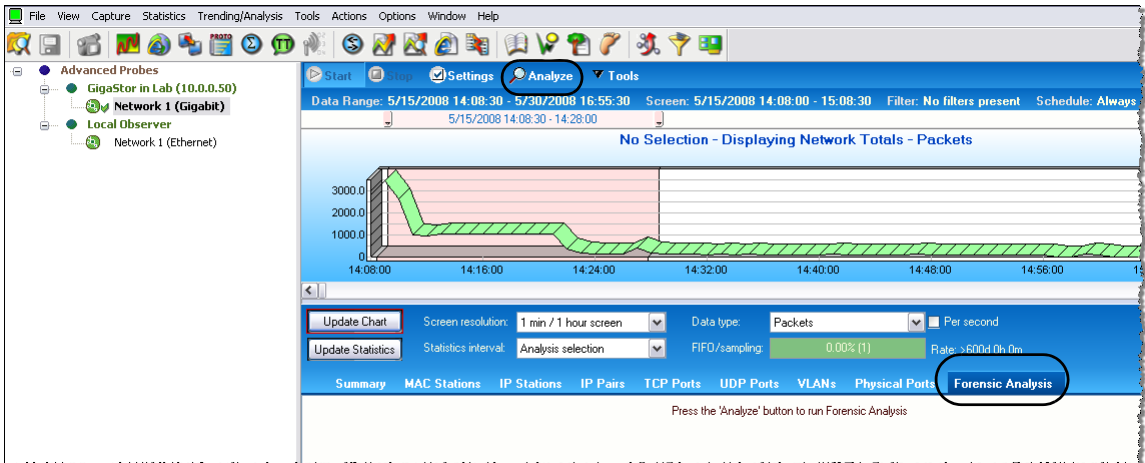 File View Capture Statistics Trending/Analysis Tools Actions Options Window Help
PROTO
Advanced Probes
GigaStor in Lab (10.0.0.50)
Network 1 (Gigabit)
Local Observer
Network 1 (Ethernet)
Start Stop Settings Analyze Tools
Data Range: 5/15/2008 14:08:30 - 5/30/2008 16:55:30 Screen: 5/15/2008 14:08:00 - 15:08:30 Filter: No filters present Schedule: Always
5/15/2008 14:08:30 - 14:28:00
No Selection - Displaying Network Totals - Packets
3000.0
2000.0
1000.0
0
14:08:00 14:16:00 14:24:00 14:32:00 14:40:00 14:48:00 14:56:00
Update Chart Screen resolution: 1 min / 1 hour screen Data type: Packets Per second
Update Statistics Statistics interval: Analysis selection FIFO/sampling: 0.00% (1) Rate: >600d 0h 0m
Summary MAC Stations IP Stations IP Pairs TCP Ports UDP Ports VLANs Physical Ports Forensic Analysis
Press the 'Analyze' button to run Forensic Analysis